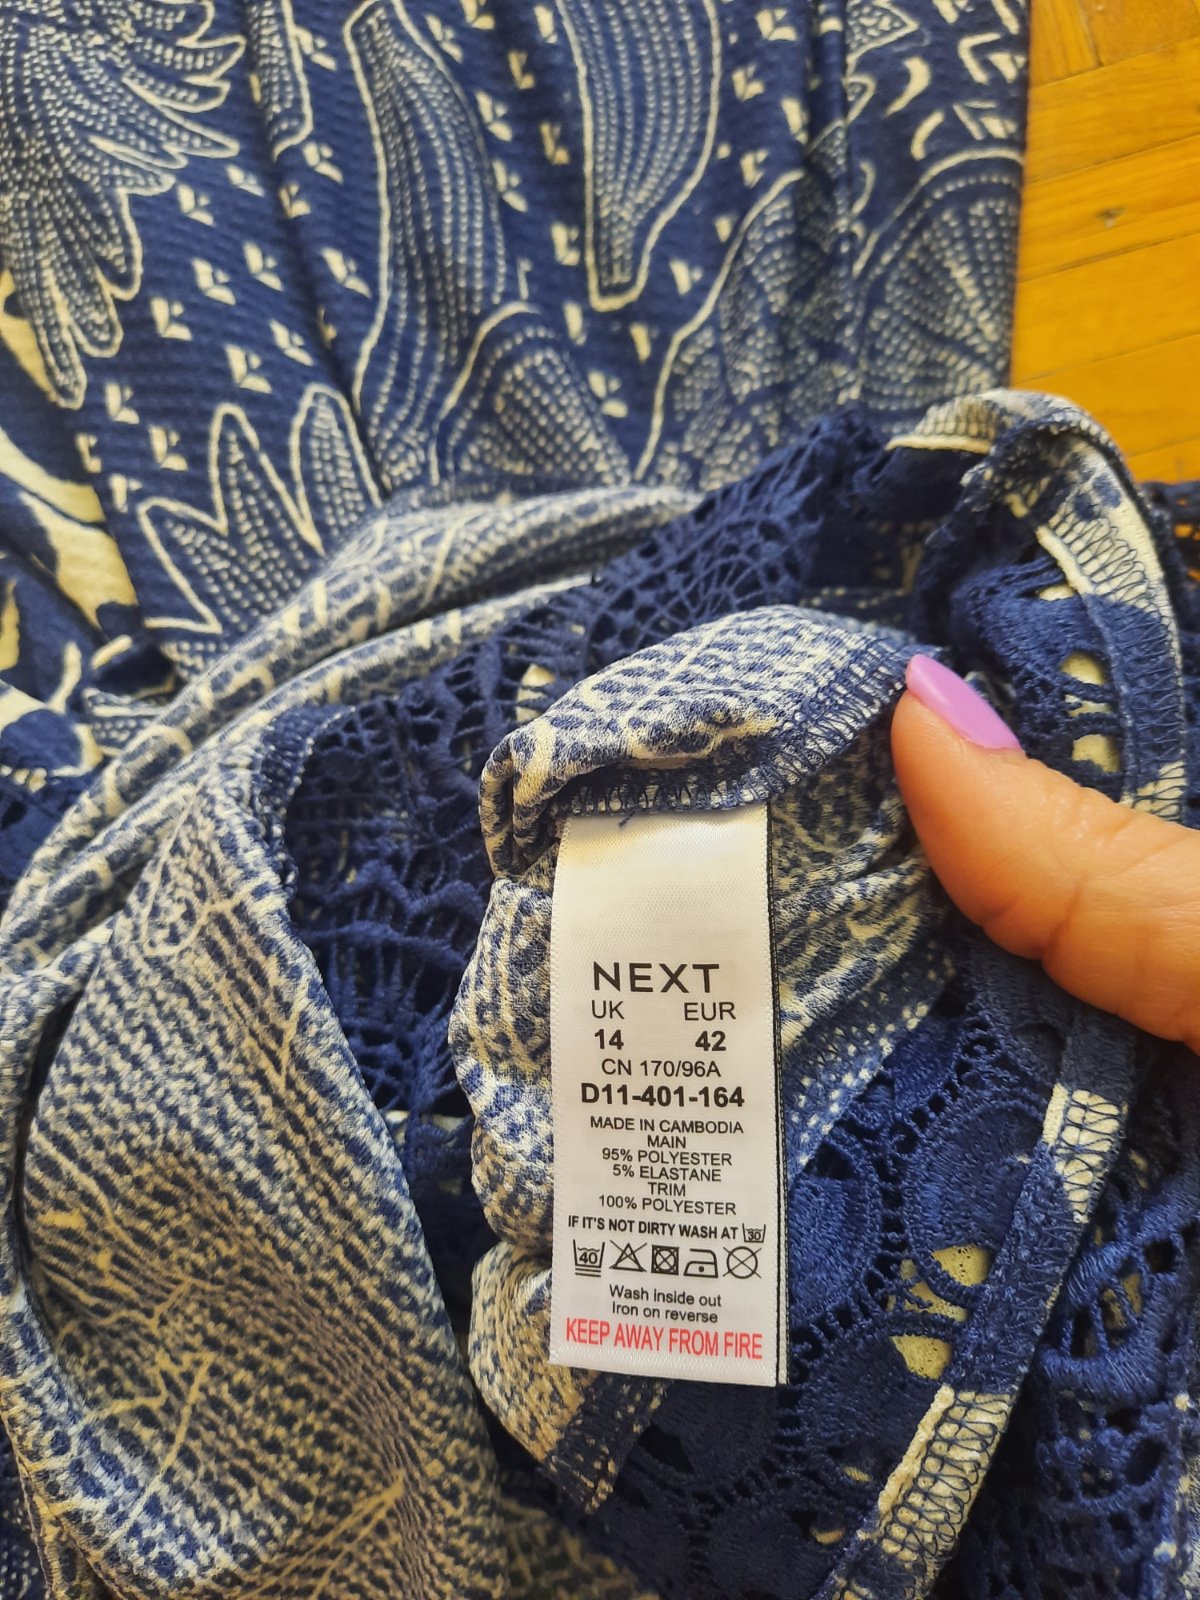 NEXT
UK EUR
14 42
CN 170/96A
D11-401-164
MADE IN CAMBODIA
MAIN
95% POLYESTER
5% ELASTANE
TRIM
100% POLYESTER
IF IT'S NOT DIRTY WASH AT 30
40
Wash inside out
Iron on reverse
KEEP AWAY FROM FIRE